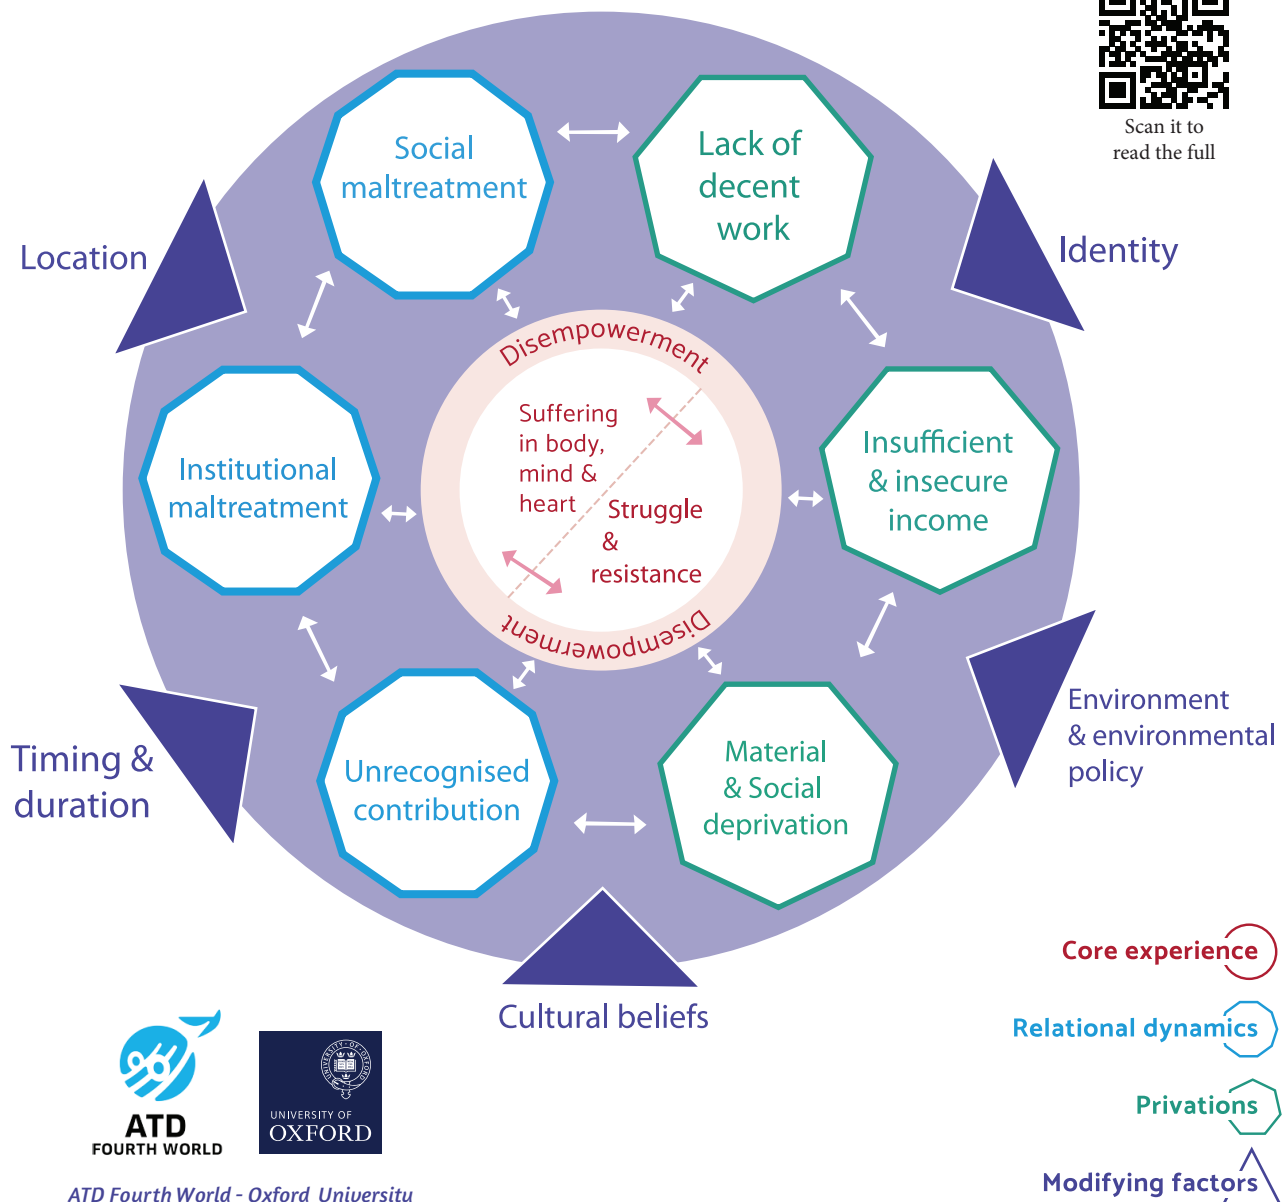 Scan it to
read the full
Social
maltreatment
Lack of
decent
work
Location
Identity
Disempowerment
Suffering
in body,
mind &
heart
Struggle
&
resistance
Disempowerment
Institutional
maltreatment
Insufficient
& insecure
income
Timing &
duration
Unrecognised
contribution
Material
& Social
deprivation
Environment
& environmental
policy
Cultural beliefs
Core experience
Relational dynamics
Privations
Modifying factors
ATD
FOURTH WORLD
UNIVERSITY OF OXFORD
UNIVERSITY OF
OXFORD
ATD Fourth World - Oxford University